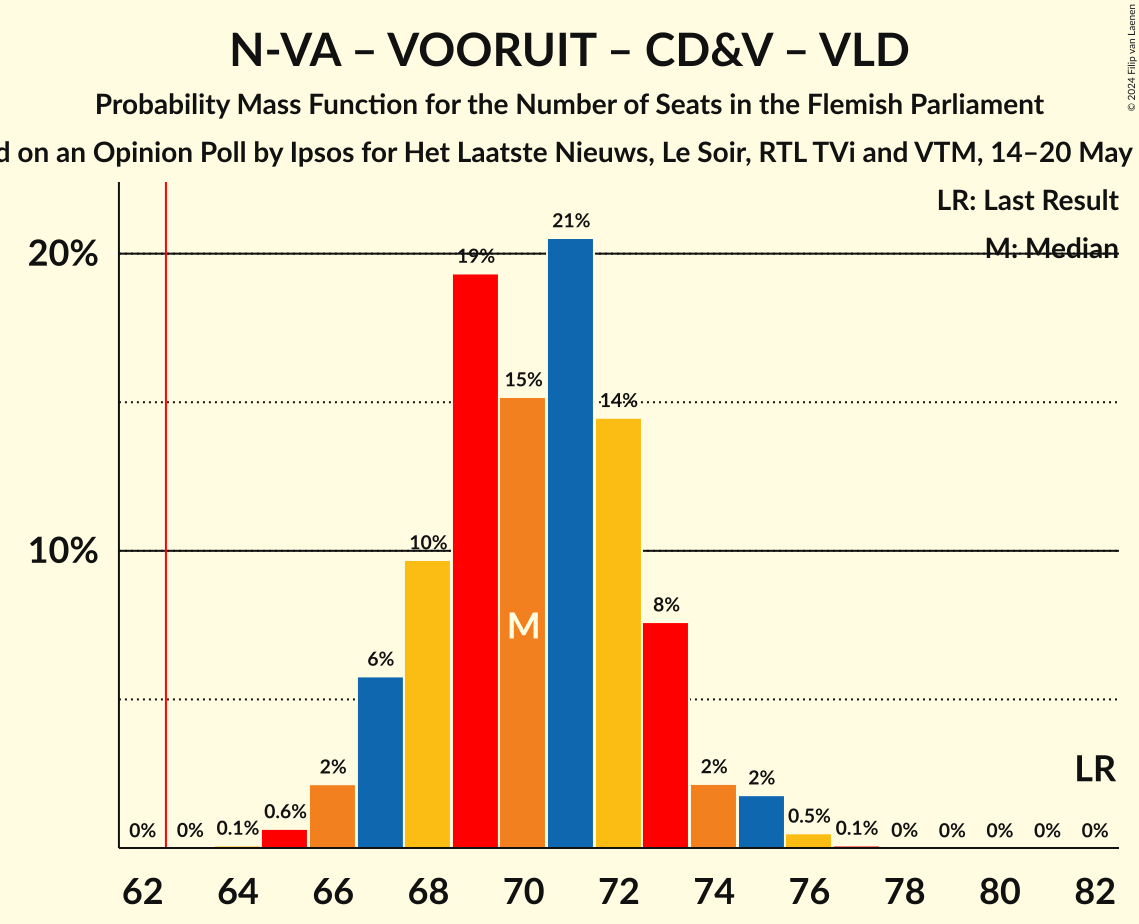 N-VA – VOORUIT – CD&V – VLD
Probability Mass Function for the Number of Seats in the Flemish Parliament
on an Opinion Poll by Ipsos for Het Laatste Nieuws, Le Soir, RTL TVi and VTM, 14–20 May
© 2024 Filip van Laenen
LR: Last Result
M: Median
20%
10%
0% 0% 0.1% 0.6% 2% 6% 10% 19% 15% 21% 14% 8% 2% 2% 0.5% 0.1% 0% 0% 0% 0% 0%
M
LR
62 64 66 68 70 72 74 76 78 80 82